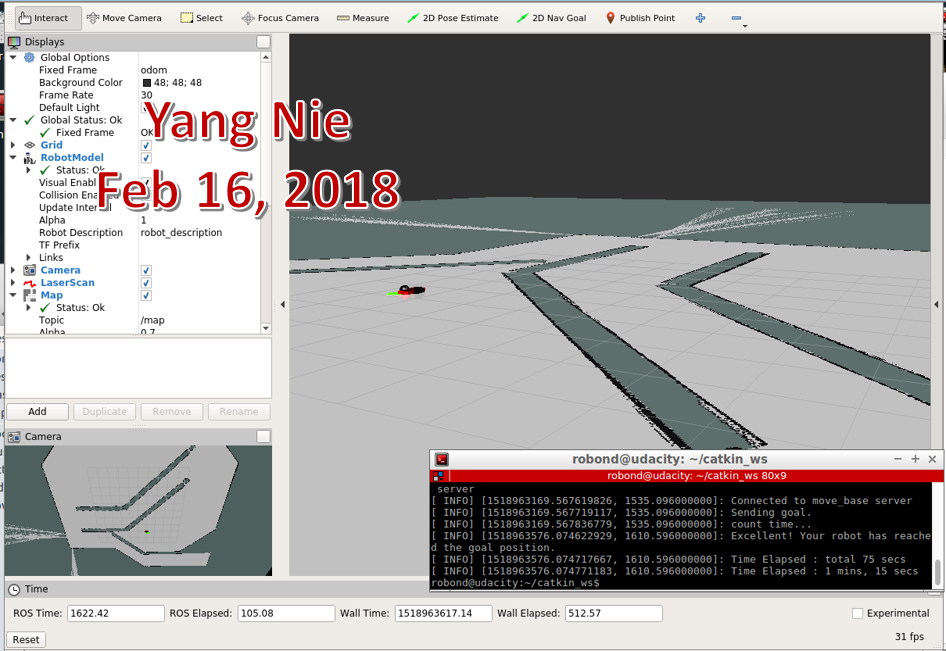 Interact Move Camera Select Focus Camera Measure 2D Pose Estimate 2D Nav Goal Publish Point
Displays
Global Options
Fixed Frame odom
Background Color 48; 48; 48
Frame Rate 30
Default Light
Global Status: Ok
Fixed Frame OK
Grid
RobotModel
Status: Ok
Visual Enabl
Collision Ena
Update Inter
Alpha 1
Robot Description robot_description
TF Prefix
Links
Camera
LaserScan
Map
Status: Ok
Topic /map
Alpha 0.7
Yang Nie
Feb 16, 2018
Add Duplicate Remove Rename
Camera
robond@udacity: ~/catkin_ws
robond@udacity: ~/catkin_ws 80x9
server
[ INFO] [1518963169.567619826, 1535.096000000]: Connected to move_base server
[ INFO] [1518963169.567719117, 1535.096000000]: Sending goal.
[ INFO] [1518963169.567836779, 1535.096000000]: count time...
[ INFO] [1518963576.074622929, 1610.596000000]: Excellent! Your robot has reache
d the goal position.
[ INFO] [1518963576.074717667, 1610.596000000]: Time Elapsed : total 75 secs
[ INFO] [1518963576.074771183, 1610.596000000]: Time Elapsed : 1 mins, 15 secs
robond@udacity:~/catkin_ws$
Time
ROS Time: 1622.42 ROS Elapsed: 105.08 Wall Time: 1518963617.14 Wall Elapsed: 512.57 Experimental
Reset 31 fps